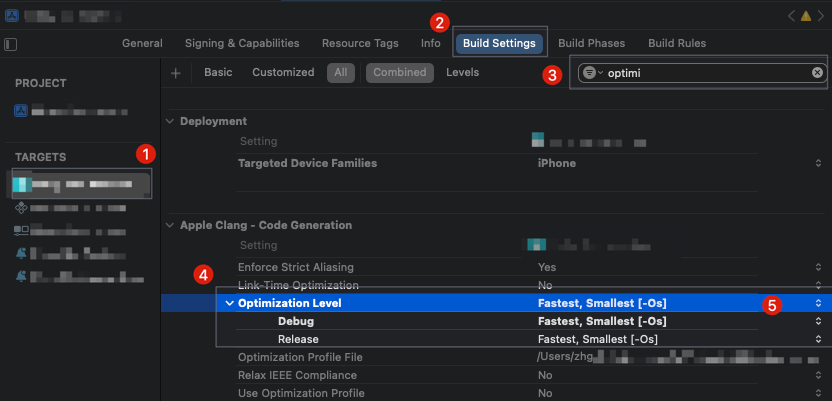 2
General Signing & Capabilities Resource Tags Info Build Settings Build Phases Build Rules
PROJECT
+ Basic Customized All Combined Levels 3 optimi
TARGETS 1
Deployment
Setting
Targeted Device Families iPhone
Apple Clang - Code Generation
Setting
Enforce Strict Aliasing Yes
4
Link-Time Optimization No
Optimization Level Fastest, Smallest [-Os] 5
Debug Fastest, Smallest [-Os]
Release Fastest, Smallest [-Os]
Optimization Profile File /Users/zhg
Relax IEEE Compliance No
Use Optimization Profile No